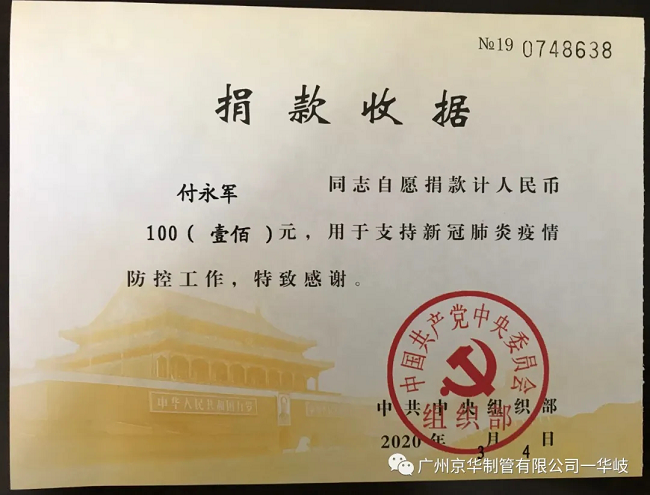 №19 0748638
捐款收据
付永军 同志自愿捐款计人民币
100(壹佰)元，用于支持新冠肺炎疫情
防控工作，特致感谢。
中华人民共和国万岁
中国共产党中央委员会
组织部
中共中央组织部
2020年3月4日
广州京华制管有限公司一华岐